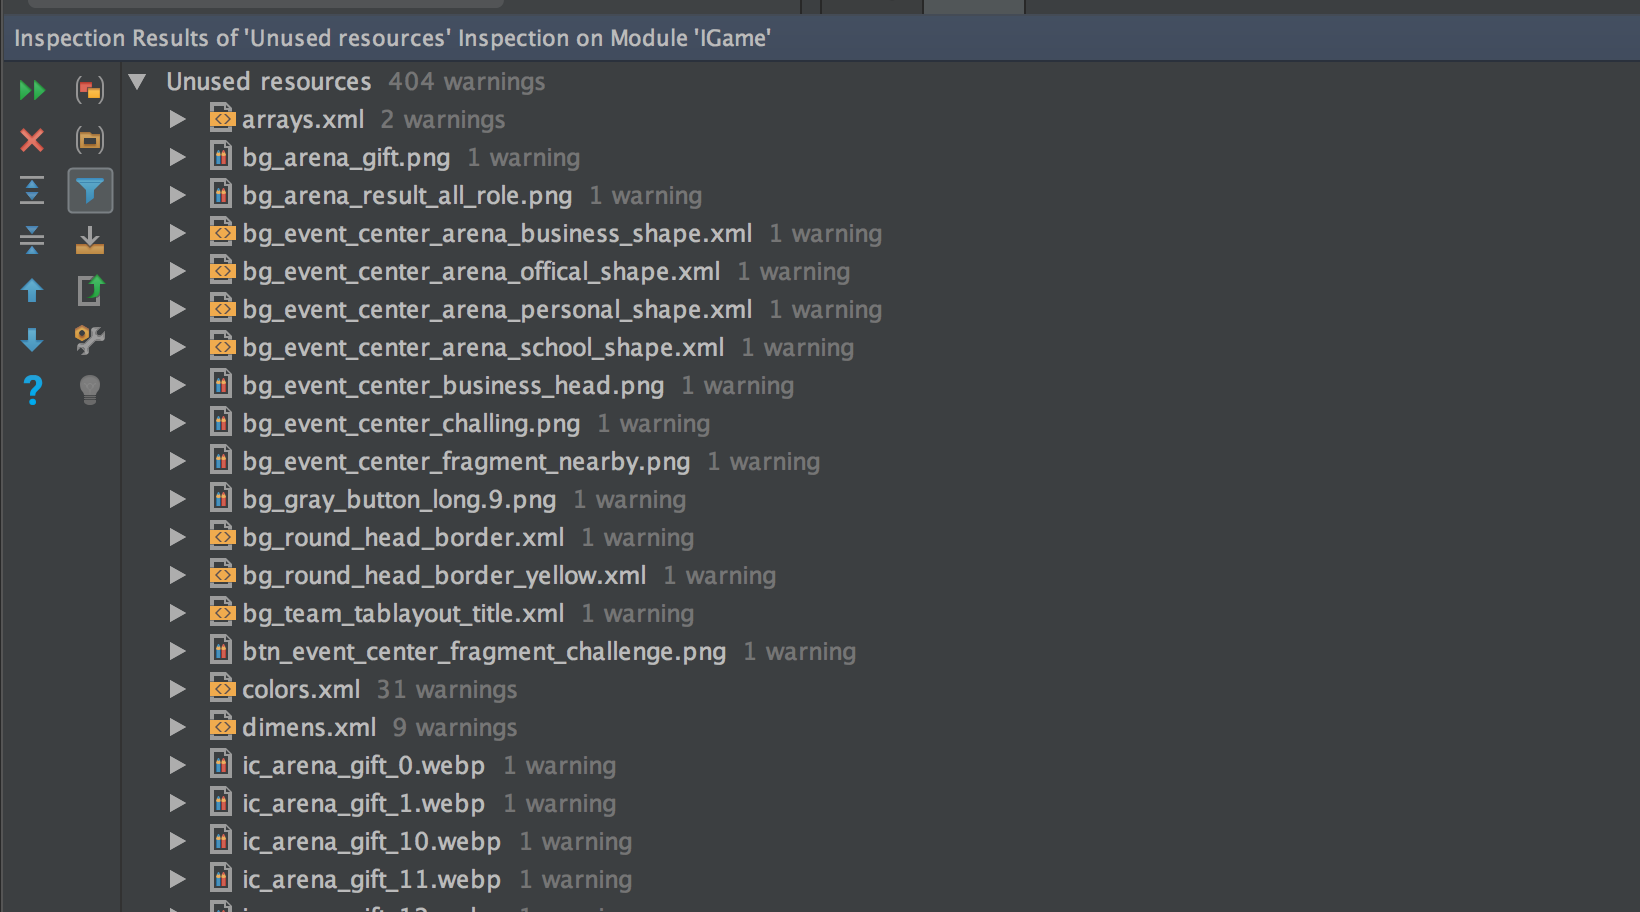 Inspection Results of 'Unused resources' Inspection on Module 'IGame'
Unused resources 404 warnings
arrays.xml 2 warnings
bg_arena_gift.png 1 warning
bg_arena_result_all_role.png 1 warning
bg_event_center_arena_business_shape.xml 1 warning
bg_event_center_arena_offical_shape.xml 1 warning
bg_event_center_arena_personal_shape.xml 1 warning
bg_event_center_arena_school_shape.xml 1 warning
bg_event_center_business_head.png 1 warning
bg_event_center_challing.png 1 warning
bg_event_center_fragment_nearby.png 1 warning
bg_gray_button_long.9.png 1 warning
bg_round_head_border.xml 1 warning
bg_round_head_border_yellow.xml 1 warning
bg_team_tablayout_title.xml 1 warning
btn_event_center_fragment_challenge.png 1 warning
colors.xml 31 warnings
dimens.xml 9 warnings
ic_arena_gift_0.webp 1 warning
ic_arena_gift_1.webp 1 warning
ic_arena_gift_10.webp 1 warning
ic_arena_gift_11.webp 1 warning